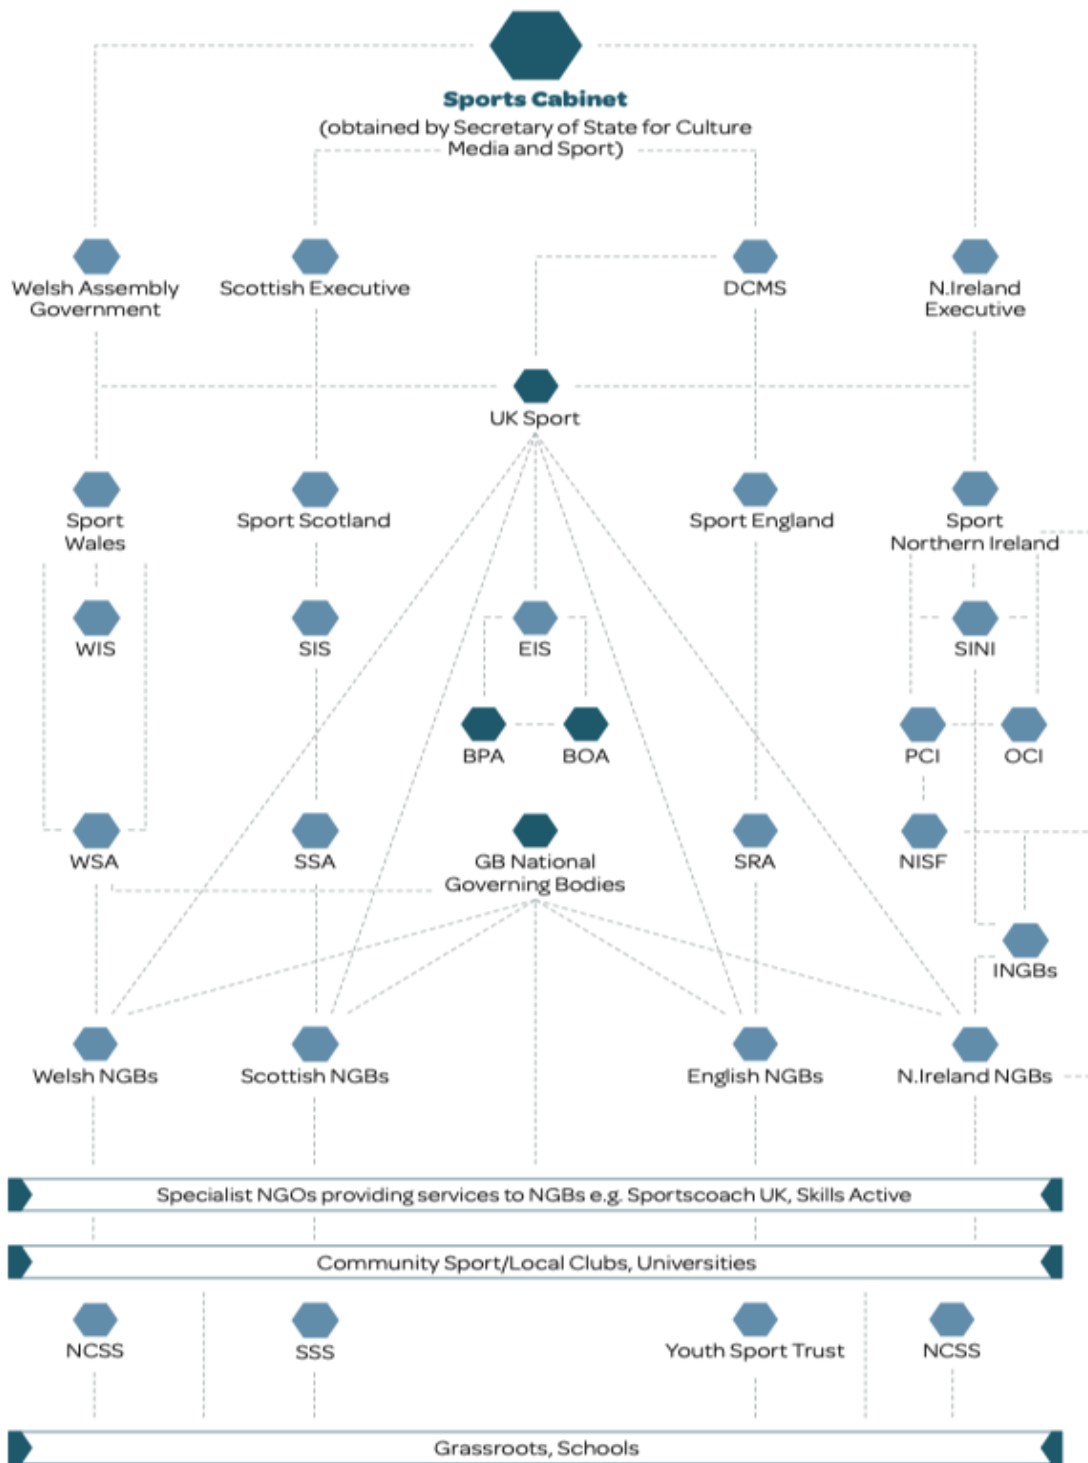 Sports Cabinet
(obtained by Secretary of State for Culture
Media and Sport)
Welsh Assembly
Government
Scottish Executive
DCMS
N.Ireland
Executive
UK Sport
Sport
Wales
Sport Scotland
Sport England
Sport
Northern Ireland
WIS
SIS
EIS
SINI
BPA
BOA
PCI
OCI
WSA
SSA
GB National
Governing Bodies
SRA
NISF
INGBs
Welsh NGBs
Scottish NGBs
English NGBs
N.Ireland NGBs
Specialist NGOs providing services to NGBs e.g. Sportscoach UK, Skills Active
Community Sport/Local Clubs, Universities
NCSS
SSS
Youth Sport Trust
NCSS
Grassroots, Schools